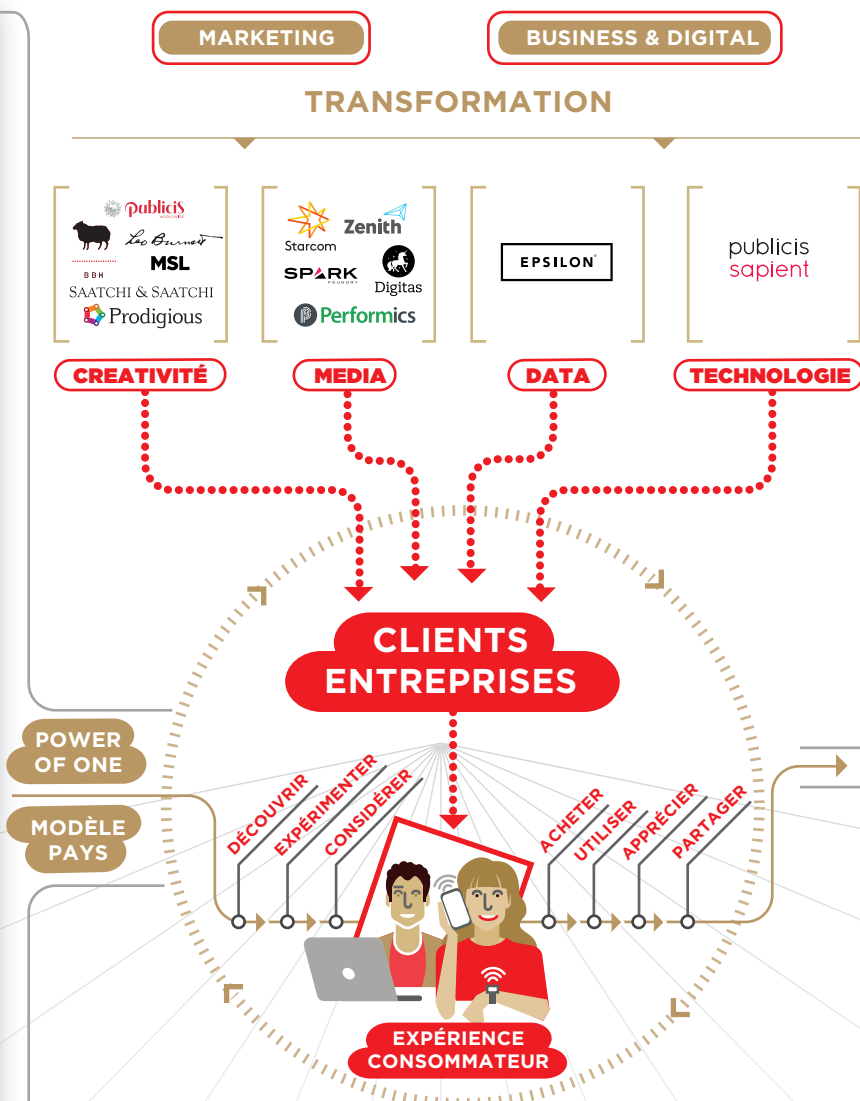 MARKETING
BUSINESS & DIGITAL
TRANSFORMATION
publicis
WORLDWIDE
Leo Burnett
BBH
MSL
SAATCHI & SAATCHI
Prodigious
Starcom
Zenith
SPARK
FOUNDRY
Digitas
Performics
EPSILON®
publicis
sapient
CREATIVITÉ
MEDIA
DATA
TECHNOLOGIE
CLIENTS
ENTREPRISES
POWER
OF ONE
MODÈLE
PAYS
DÉCOUVRIR
EXPÉRIMENTER
CONSIDÉRER
ACHETER
UTILISER
APPRÉCIER
PARTAGER
EXPÉRIENCE
CONSOMMATEUR